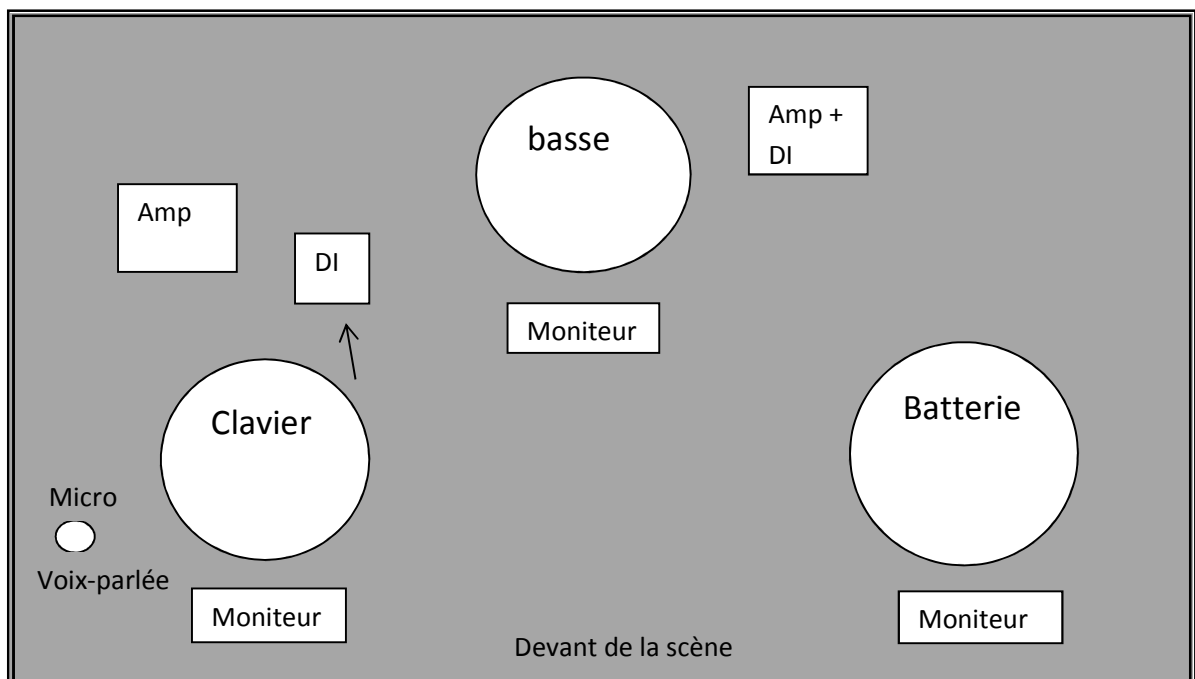 basse
Amp +
DI
Amp
DI
Moniteur
Clavier
Batterie
Micro
Voix-parlée
Moniteur
Moniteur
Devant de la scène